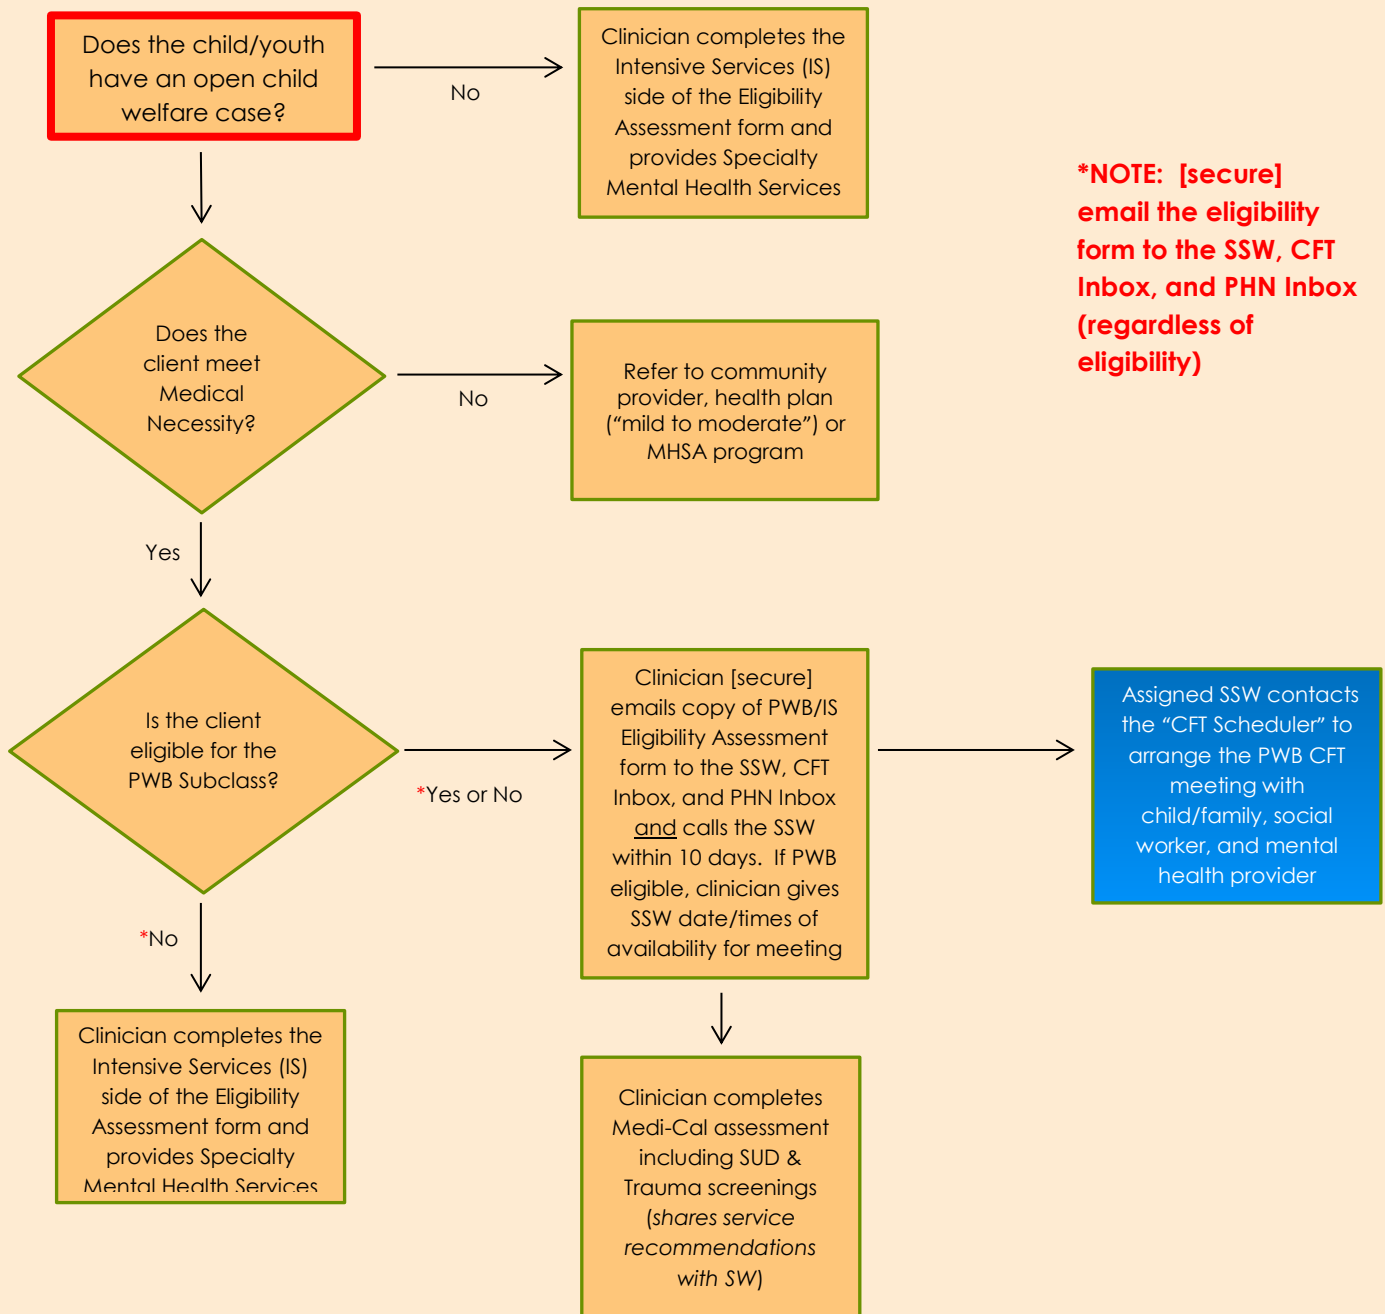 Does the child/youth
have an open child
welfare case?
No
Clinician completes the
Intensive Services (IS)
side of the Eligibility
Assessment form and
provides Specialty
Mental Health Services
*NOTE:  [secure]
email the eligibility
form to the SSW, CFT
Inbox, and PHN Inbox
(regardless of
eligibility)
Does the
client meet
Medical
Necessity?
No
Refer to community
provider, health plan
(“mild to moderate”) or
MHSA program
Yes
Is the client
eligible for the
PWB Subclass?
*Yes or No
Clinician [secure]
emails copy of PWB/IS
Eligibility Assessment
form to the SSW, CFT
Inbox, and PHN Inbox
and calls the SSW
within 10 days.  If PWB
eligible, clinician gives
SSW date/times of
availability for meeting
Assigned SSW contacts
the “CFT Scheduler” to
arrange the PWB CFT
meeting with
child/family, social
worker, and mental
health provider
*No
Clinician completes the
Intensive Services (IS)
side of the Eligibility
Assessment form and
provides Specialty
Mental Health Services
Clinician completes
Medi-Cal assessment
including SUD &
Trauma screenings
(shares service
recommendations
with SW)